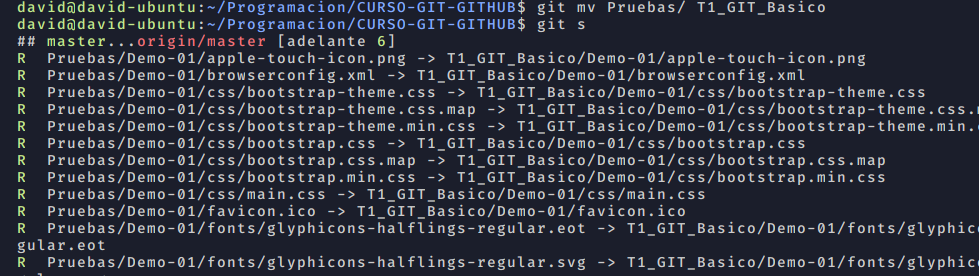 david@david-ubuntu:~/Programacion/CURSO-GIT-GITHUB$ git mv Pruebas/ T1_GIT_Basico
david@david-ubuntu:~/Programacion/CURSO-GIT-GITHUB$ git s
## master...origin/master [adelante 6]
R  Pruebas/Demo-01/apple-touch-icon.png -> T1_GIT_Basico/Demo-01/apple-touch-icon.png
R  Pruebas/Demo-01/browserconfig.xml -> T1_GIT_Basico/Demo-01/browserconfig.xml
R  Pruebas/Demo-01/css/bootstrap-theme.css -> T1_GIT_Basico/Demo-01/css/bootstrap-theme.css
R  Pruebas/Demo-01/css/bootstrap-theme.css.map -> T1_GIT_Basico/Demo-01/css/bootstrap-theme.css.m
R  Pruebas/Demo-01/css/bootstrap-theme.min.css -> T1_GIT_Basico/Demo-01/css/bootstrap-theme.min.c
R  Pruebas/Demo-01/css/bootstrap.css -> T1_GIT_Basico/Demo-01/css/bootstrap.css
R  Pruebas/Demo-01/css/bootstrap.css.map -> T1_GIT_Basico/Demo-01/css/bootstrap.css.map
R  Pruebas/Demo-01/css/bootstrap.min.css -> T1_GIT_Basico/Demo-01/css/bootstrap.min.css
R  Pruebas/Demo-01/css/main.css -> T1_GIT_Basico/Demo-01/css/main.css
R  Pruebas/Demo-01/favicon.ico -> T1_GIT_Basico/Demo-01/favicon.ico
R  Pruebas/Demo-01/fonts/glyphicons-halflings-regular.eot -> T1_GIT_Basico/Demo-01/fonts/glyphico
gular.eot
R  Pruebas/Demo-01/fonts/glyphicons-halflings-regular.svg -> T1_GIT_Basico/Demo-01/fonts/glyphico